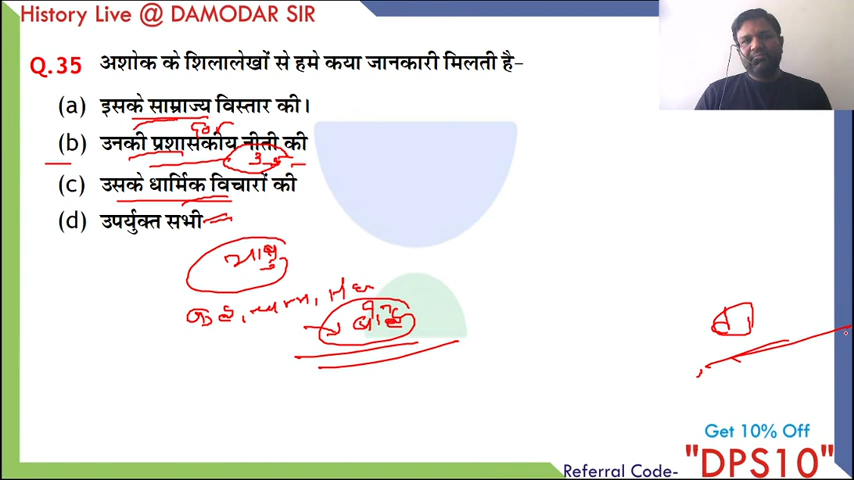 History Live @ DAMODAR SIR
Q.35 अशोक के शिलालेखों से हमे कया जानकारी मिलती है-
(a) इसके साम्राज्य विस्तार की।
(b) उनकी प्रशासकीय नीती की
(c) उसके धार्मिक विचारों की
(d) उपर्युक्त सभी
Get 10% Off
Referral Code- "DPS10"